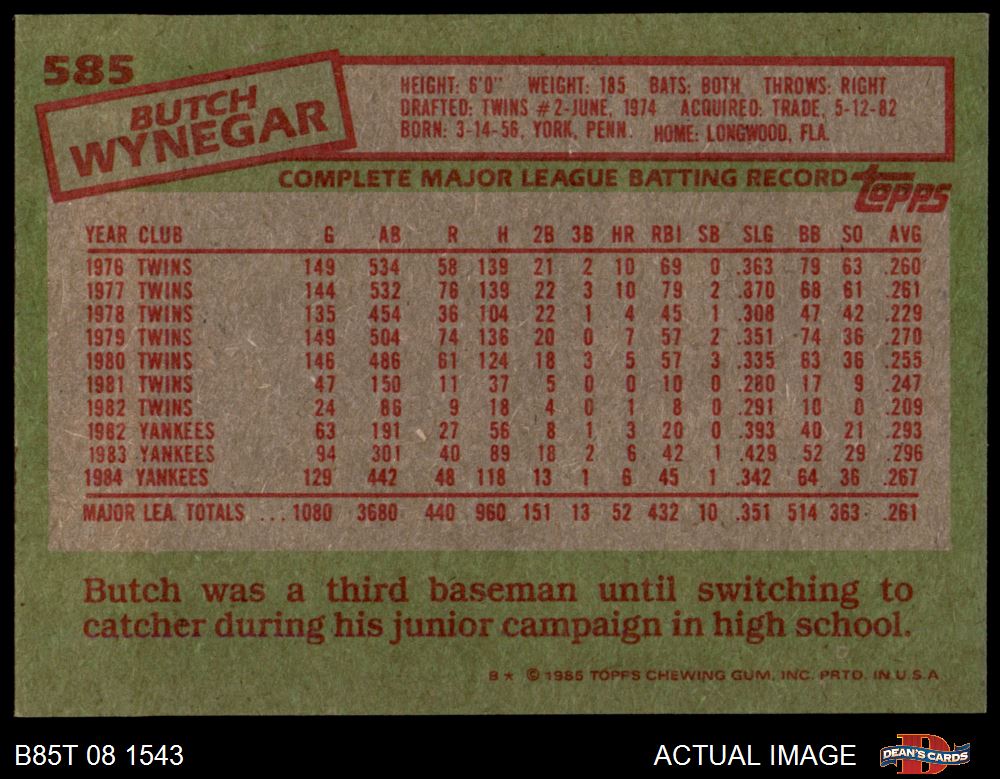 585
BUTCH
WYNEGAR
HEIGHT: 6'0" WEIGHT: 185 BATS: BOTH THROWS: RIGHT
DRAFTED: TWINS #2-JUNE, 1974 ACQUIRED: TRADE, 5-12-82
BORN: 3-14-56, YORK, PENN. HOME: LONGWOOD, FLA.
COMPLETE MAJOR LEAGUE BATTING RECORD topps
YEAR CLUB G AB R H 2B 3B HR RBI SB SLG BB SO AVG
1976 TWINS 149 534 58 139 21 2 10 69 0 .363 79 63 .260
1977 TWINS 144 532 76 139 22 3 10 79 2 .370 68 61 .261
1978 TWINS 135 454 36 104 22 1 4 45 1 .308 47 42 .229
1979 TWINS 149 504 74 136 20 0 7 57 2 .351 74 36 .270
1980 TWINS 146 486 61 124 18 3 5 57 3 .335 63 36 .255
1981 TWINS 47 150 11 37 5 0 0 10 0 .280 17 9 .247
1982 TWINS 24 86 9 18 4 0 1 8 0 .291 10 0 .209
1982 YANKEES 63 191 27 56 8 1 3 20 0 .393 40 21 .293
1983 YANKEES 94 301 40 89 18 2 6 42 1 .429 52 29 .296
1984 YANKEES 129 442 48 118 13 1 6 45 1 .342 64 36 .267
MAJOR LEA. TOTALS ... 1080 3680 440 960 151 13 52 432 10 .351 514 363 .261
Butch was a third baseman until switching to
catcher during his junior campaign in high school.
B★ © 1985 TOPPS CHEWING GUM, INC. PRTD. IN U.S.A
B85T 08 1543
ACTUAL IMAGE
D
DEAN'S CARDS